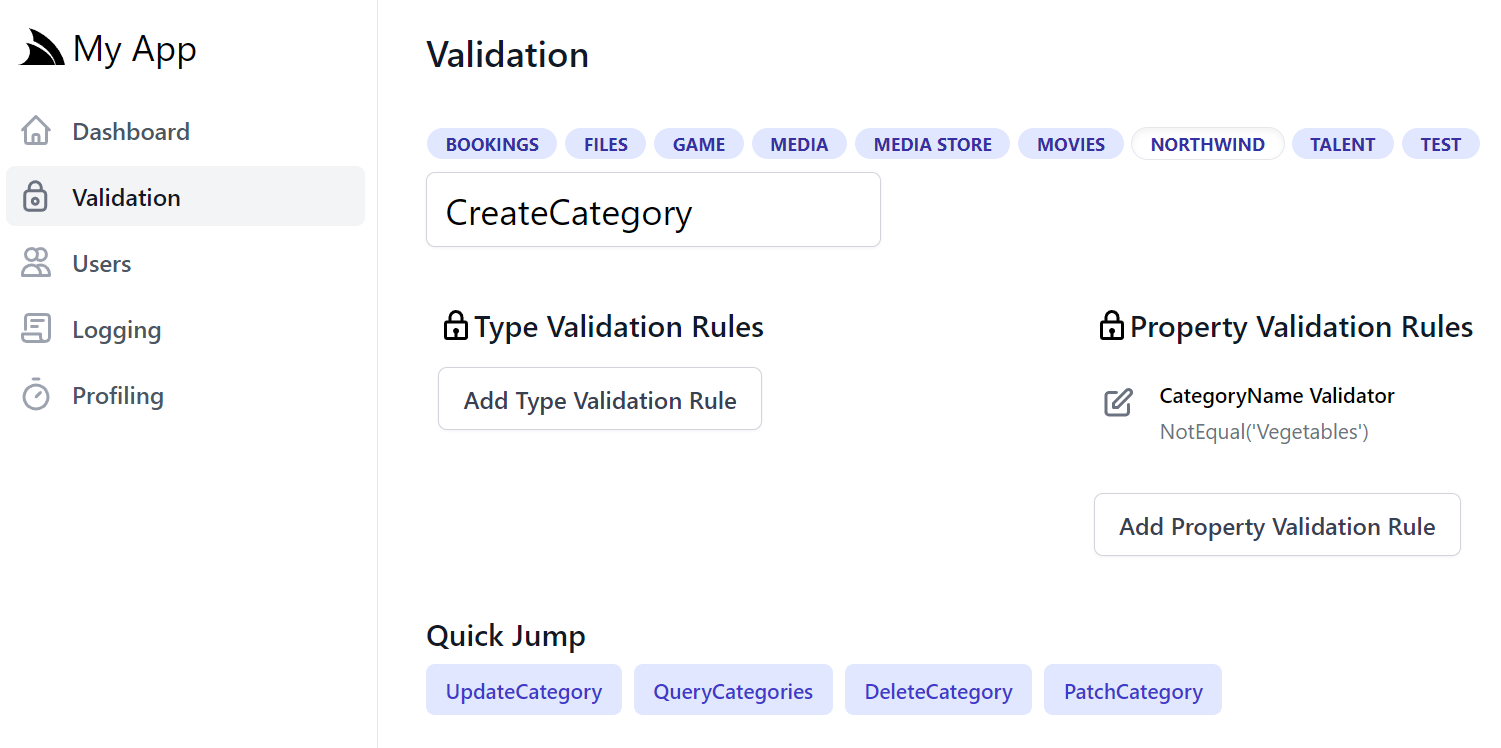 My App
Dashboard
Validation
Users
Logging
Profiling
Validation
BOOKINGS FILES GAME MEDIA MEDIA STORE MOVIES NORTHWIND TALENT TEST
CreateCategory
Type Validation Rules
Add Type Validation Rule
Property Validation Rules
CategoryName Validator
NotEqual('Vegetables')
Add Property Validation Rule
Quick Jump
UpdateCategory QueryCategories DeleteCategory PatchCategory